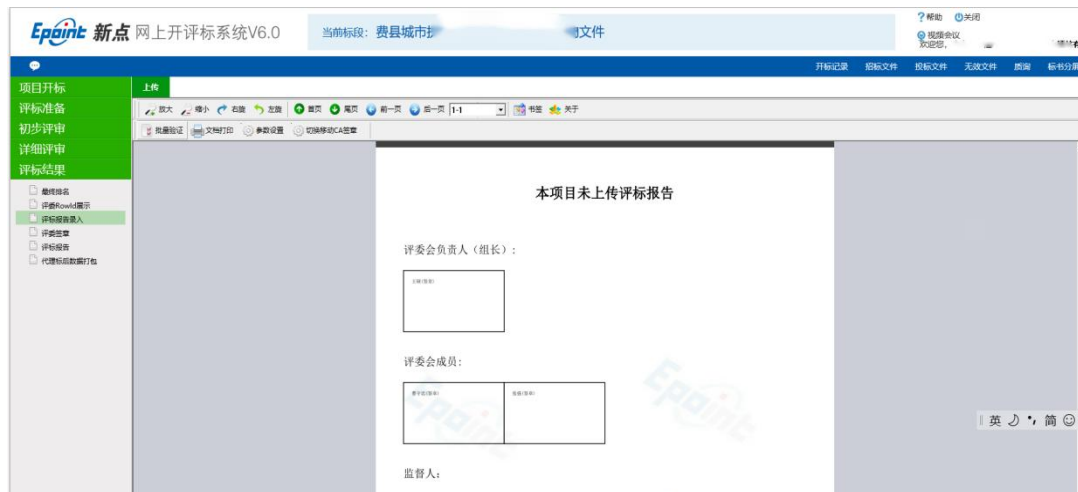 Epoint 新点 网上开评标系统V6.0
当前标段：费县城市 文件
帮助 关闭
视频会议
欢迎您，
开标记录 招标文件 投标文件 无效文件 质询 标书分屏
项目开标
评标准备
初步评审
详细评审
评标结果
最终排名
评委RowId展示
评标报告录入
评委签章
评标报告
代理标后数据打包
上传
放大 缩小 右旋 左旋 首页 尾页 前一页 后一页 1-1 书签 关于
批量验证 文档打印 参数设置 切换移动CA签章
本项目未上传评标报告
评委会负责人（组长）：
评委会成员：
监督人：
Epoint
Epoint
英 简